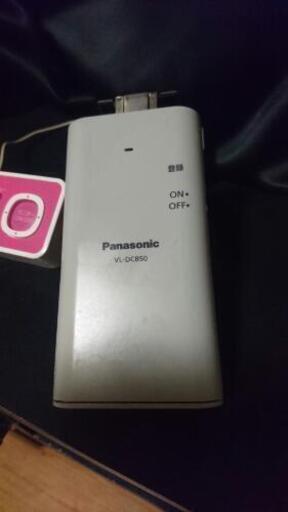 登録
ON•
OFF•
Panasonic
VL-DC850